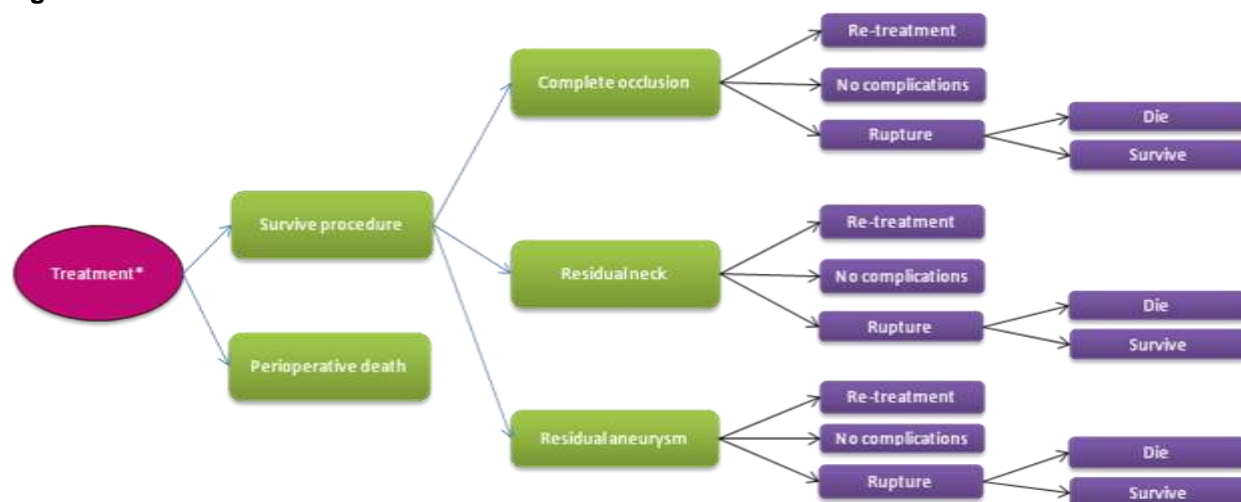 Re-treatment
Complete occlusion
No complications
Die
Rupture
Survive
Survive procedure
Re-treatment
Treatment*
Residual neck
No complications
Die
Rupture
Survive
Perioperative death
Re-treatment
Residual aneurysm
No complications
Die
Rupture
Survive